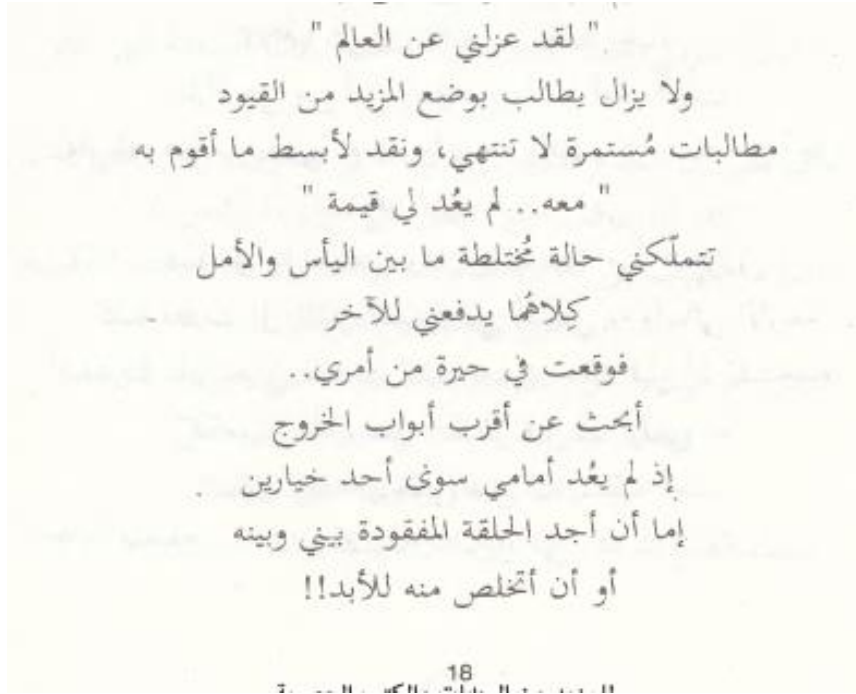 " لقد عزلني عن العالم "
ولا يزال يطالب بوضع المزيد من القيود
مطالبات مُستمرة لا تنتهي، ونقد لأبسط ما أقوم به
" معه.. لم يعُد لي قيمة "
تتملّكني حالة مُختلطة ما بين اليأس والأمل
كِلاهُما يدفعني للآخر
فوقعت في حيرة من أمري..
أبحث عن أقرب أبواب الخروج
إذ لم يعُد أمامي سوى أحد خيارين
إما أن أجد الحلقة المفقودة بيني وبينه
أو أن أتخلص منه للأبد!!
18